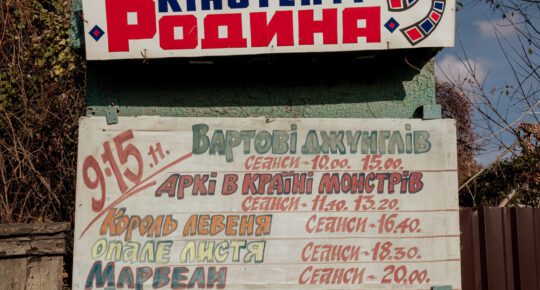 КІНОТЕАТР
РОДИНА
9-15.11.
ВАРТОВІ ДЖУНГЛІВ
СЕАНСИ-10.00. 15.00.
АРКІ В КРАЇНІ МОНСТРІВ
СЕАНСИ-11.40. 13.20.
КОРОЛЬ ЛЕВЕНЯ СЕАНСИ-16.40.
ОПАЛЕ ЛИСТЯ СЕАНСИ-18.30.
МАРВЕЛИ СЕАНСИ-20.00.